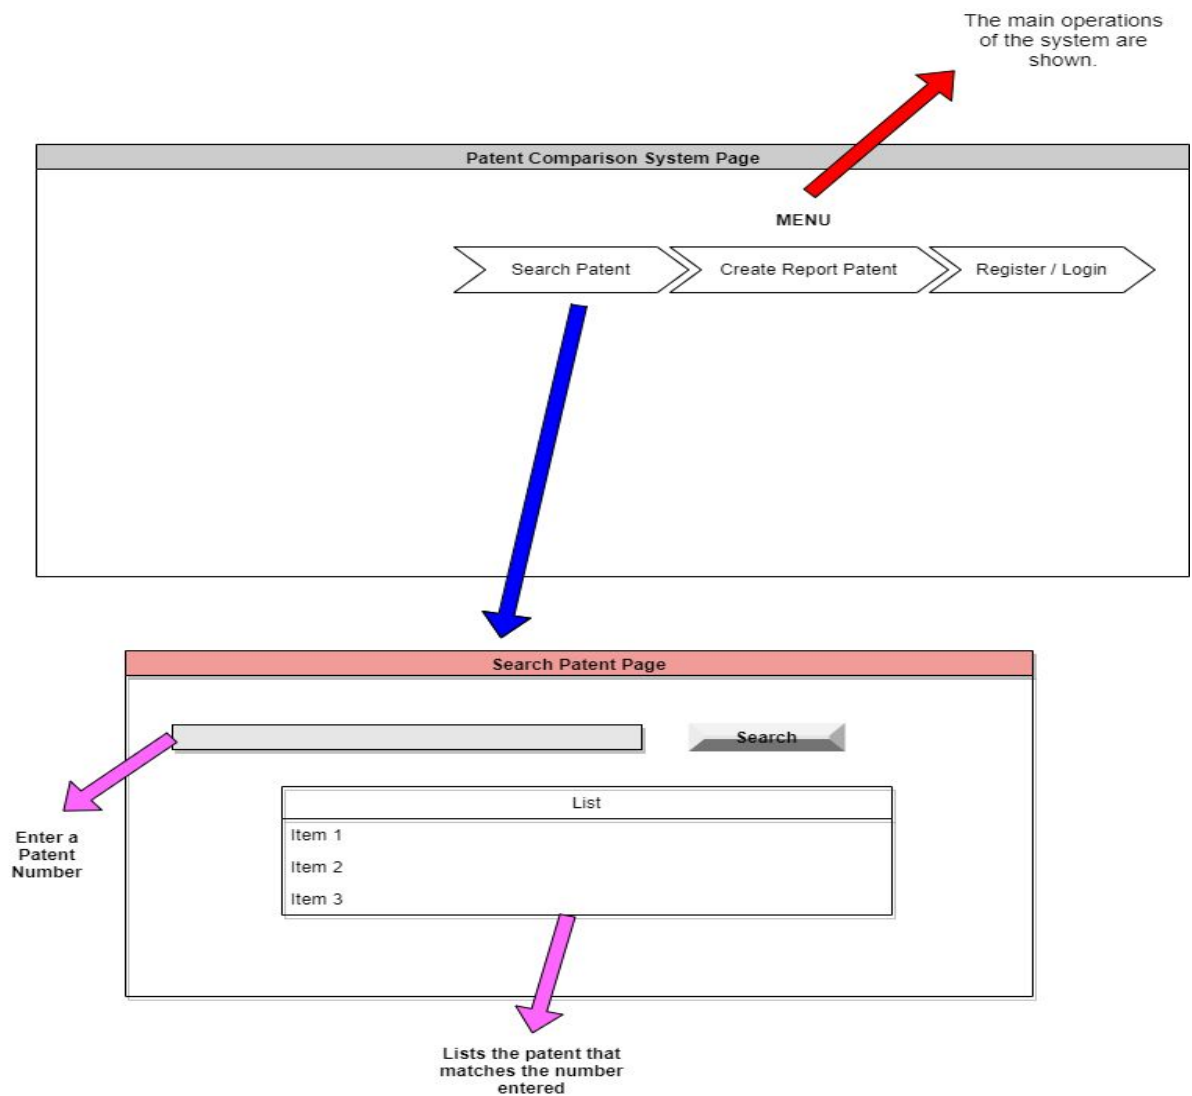 The main operations
of the system are
shown.
Patent Comparison System Page
MENU
Search Patent
Create Report Patent
Register / Login
Search Patent Page
Search
List
Item 1
Item 2
Item 3
Enter a
Patent
Number
Lists the patent that
matches the number
entered